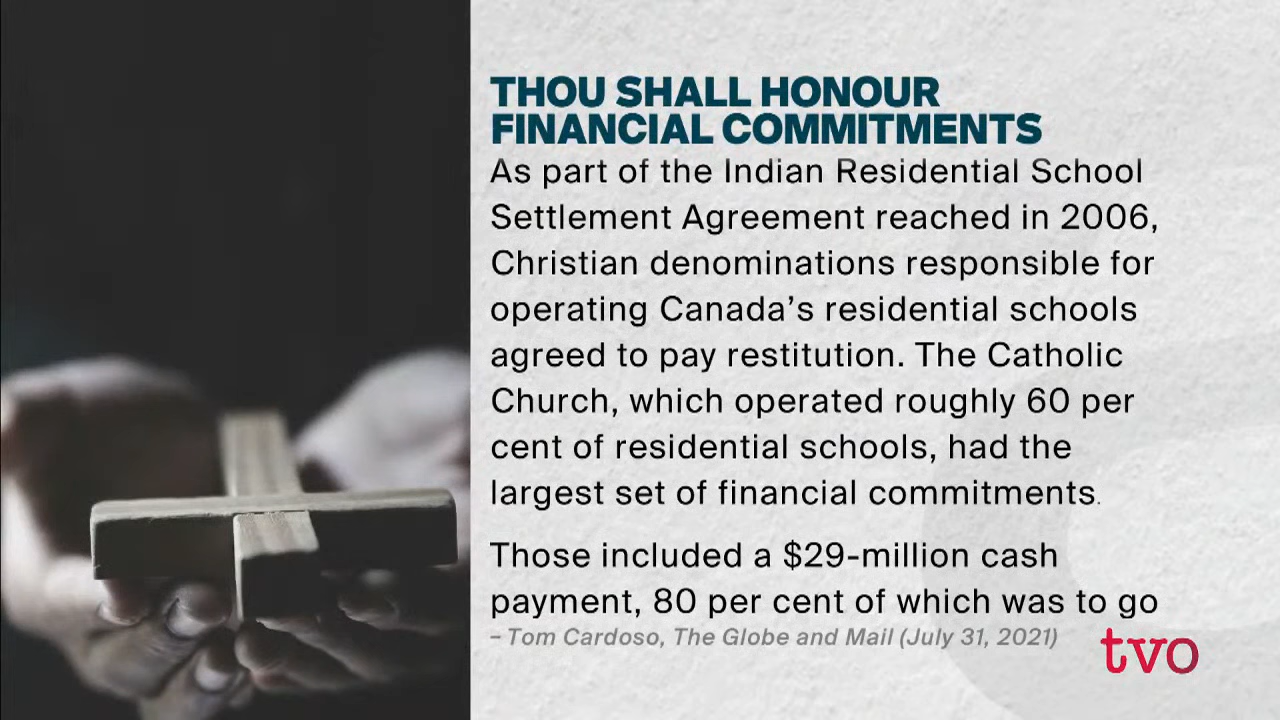 THOU SHALL HONOUR
FINANCIAL COMMITMENTS
As part of the Indian Residential School
Settlement Agreement reached in 2006,
Christian denominations responsible for
operating Canada’s residential schools
agreed to pay restitution. The Catholic
Church, which operated roughly 60 per
cent of residential schools, had the
largest set of financial commitments.
Those included a $29-million cash
payment, 80 per cent of which was to go
– Tom Cardoso, The Globe and Mail (July 31, 2021)
tvo